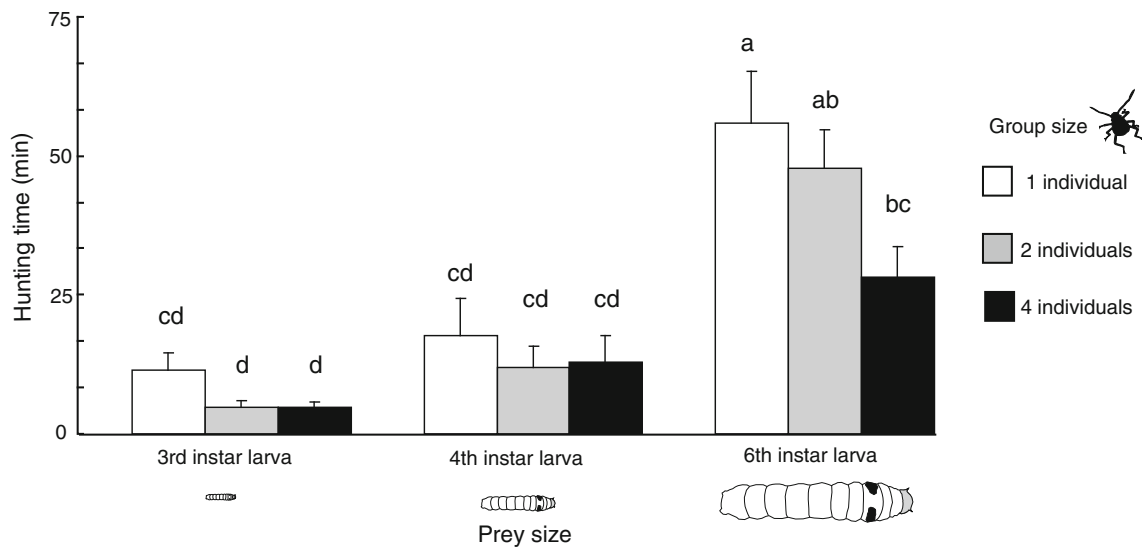 75
50
25
0
Hunting time (min)
cd
d
d
cd
cd
cd
a
ab
bc
3rd instar larva
4th instar larva
6th instar larva
Prey size
Group size
1 individual
2 individuals
4 individuals